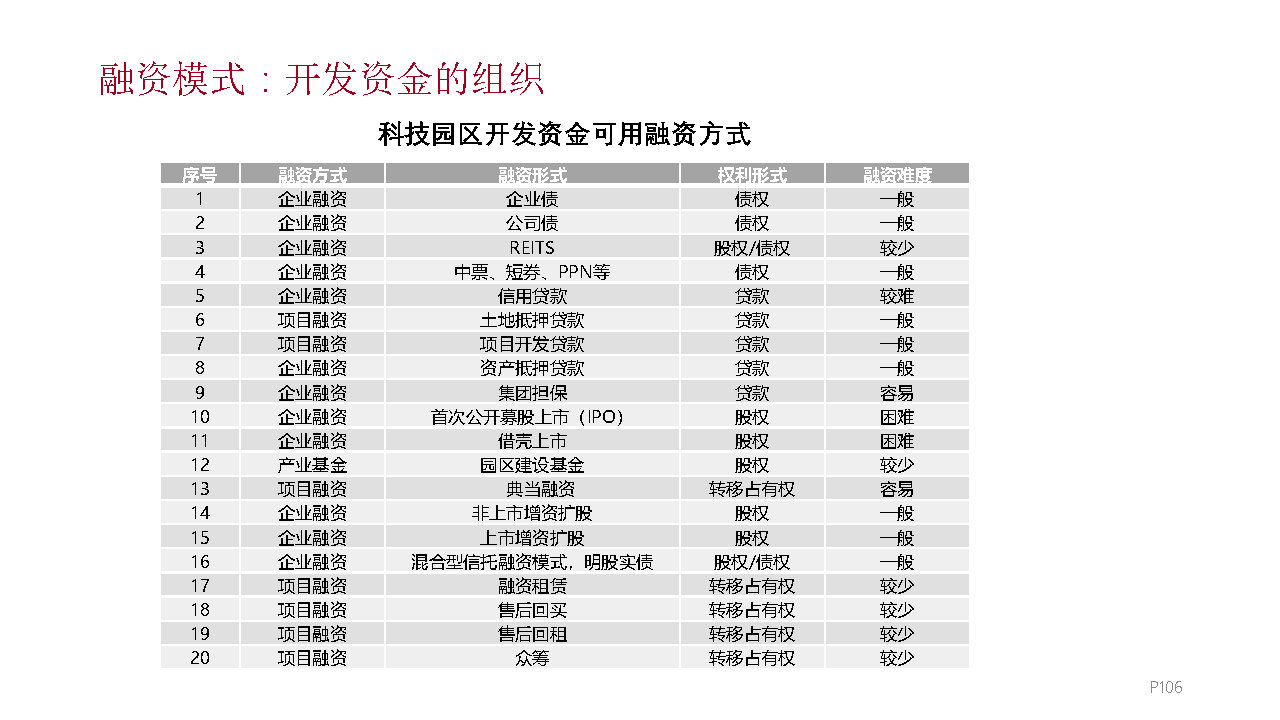 融资模式：开发资金的组织
科技园区开发资金可用融资方式
序号 融资方式 融资形式 权利形式 融资难度
1 企业融资 企业债 债权 一般
2 企业融资 公司债 债权 一般
3 企业融资 REITS 股权/债权 较少
4 企业融资 中票、短券、PPN等 债权 一般
5 企业融资 信用贷款 贷款 较难
6 项目融资 土地抵押贷款 贷款 一般
7 项目融资 项目开发贷款 贷款 一般
8 企业融资 资产抵押贷款 贷款 一般
9 企业融资 集团担保 贷款 容易
10 企业融资 首次公开募股上市（IPO） 股权 困难
11 企业融资 借壳上市 股权 困难
12 产业基金 园区建设基金 股权 较少
13 项目融资 典当融资 转移占有权 容易
14 企业融资 非上市增资扩股 股权 一般
15 企业融资 上市增资扩股 股权 一般
16 企业融资 混合型信托融资模式，明股实债 股权/债权 一般
17 项目融资 融资租赁 转移占有权 较少
18 项目融资 售后回买 转移占有权 较少
19 项目融资 售后回租 转移占有权 较少
20 项目融资 众筹 转移占有权 较少
P106